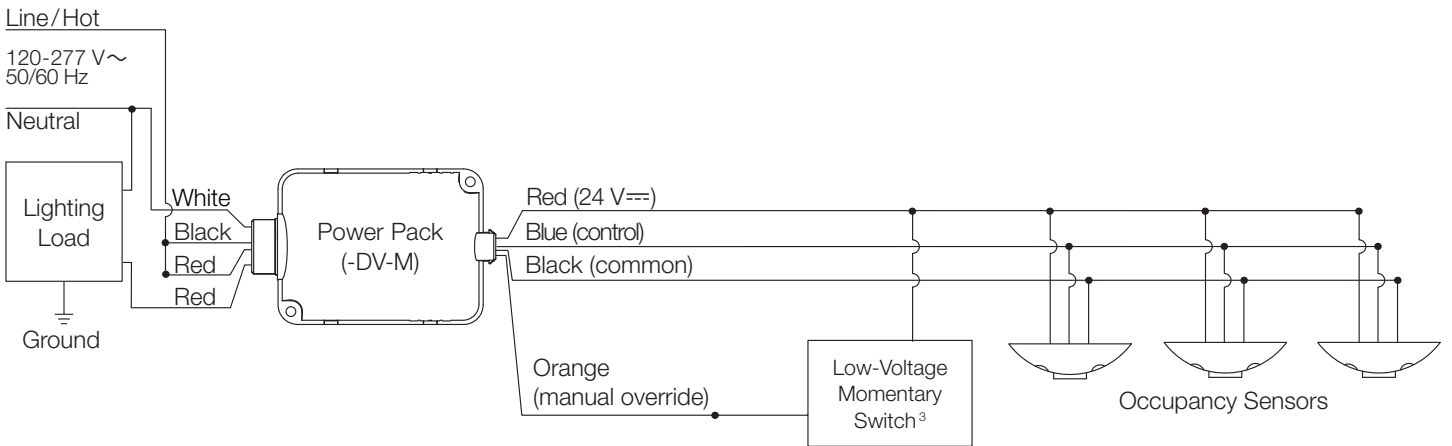 Line/Hot
120-277 V~
50/60 Hz
Neutral
Lighting
Load
Ground
White
Black
Red
Red
Power Pack
(-DV-M)
Red (24 V⎓)
Blue (control)
Black (common)
Orange
(manual override)
Low-Voltage
Momentary
Switch³
Occupancy Sensors